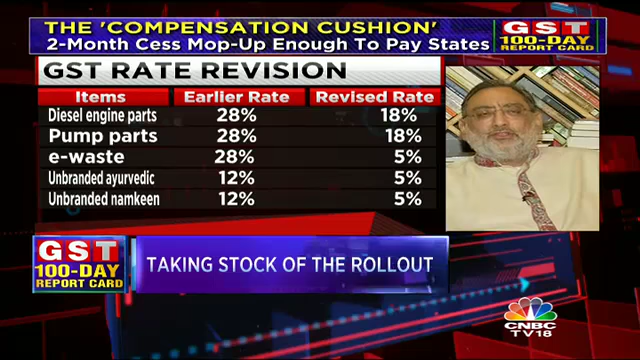 THE 'COMPENSATION CUSHION'
2-Month Cess Mop-Up Enough To Pay States
GST
100-DAY
REPORT CARD
GST RATE REVISION
Items Earlier Rate Revised Rate
Diesel engine parts 28% 18%
Pump parts 28% 18%
e-waste 28% 5%
Unbranded ayurvedic 12% 5%
Unbranded namkeen 12% 5%
GST
100-DAY
REPORT CARD
TAKING STOCK OF THE ROLLOUT
CNBC
TV18